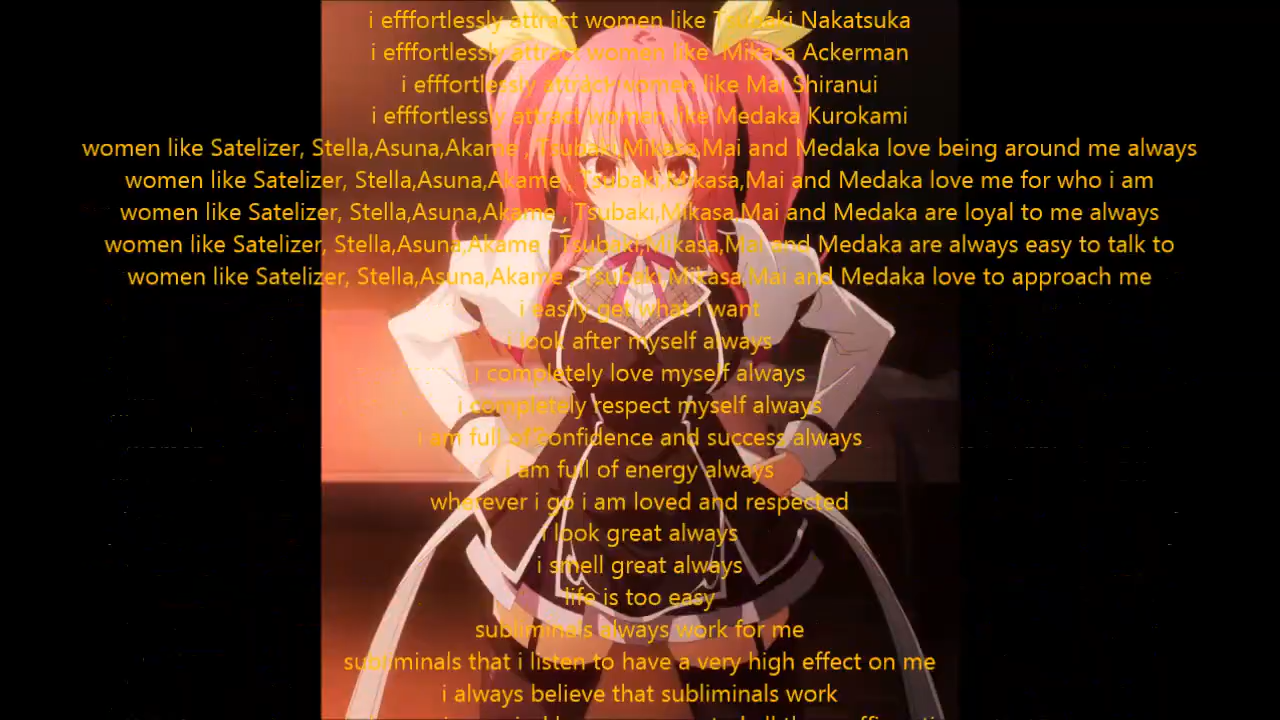 i efffortlessly attract women like Tsubaki Nakatsuka
i efffortlessly attract women like Mikasa Ackerman
i efffortlessly attract women like Mai Shiranui
i efffortlessly attract women like Medaka Kurokami
women like Satelizer, Stella,Asuna,Akame , Tsubaki,Mikasa,Mai and Medaka love being around me always
women like Satelizer, Stella,Asuna,Akame , Tsubaki,Mikasa,Mai and Medaka love me for who i am
women like Satelizer, Stella,Asuna,Akame , Tsubaki,Mikasa,Mai and Medaka are loyal to me always
women like Satelizer, Stella,Asuna,Akame , Tsubaki,Mikasa,Mai and Medaka are always easy to talk to
women like Satelizer, Stella,Asuna,Akame , Tsubaki,Mikasa,Mai and Medaka love to approach me
i easily get what i want
i look after myself always
i completely love myself always
i completely respect myself always
i am full of confidence and success always
i am full of energy always
wherever i go i am loved and respected
i look great always
i smell great always
life is too easy
subliminals always work for me
subliminals that i listen to have a very high effect on me
i always believe that subliminals work